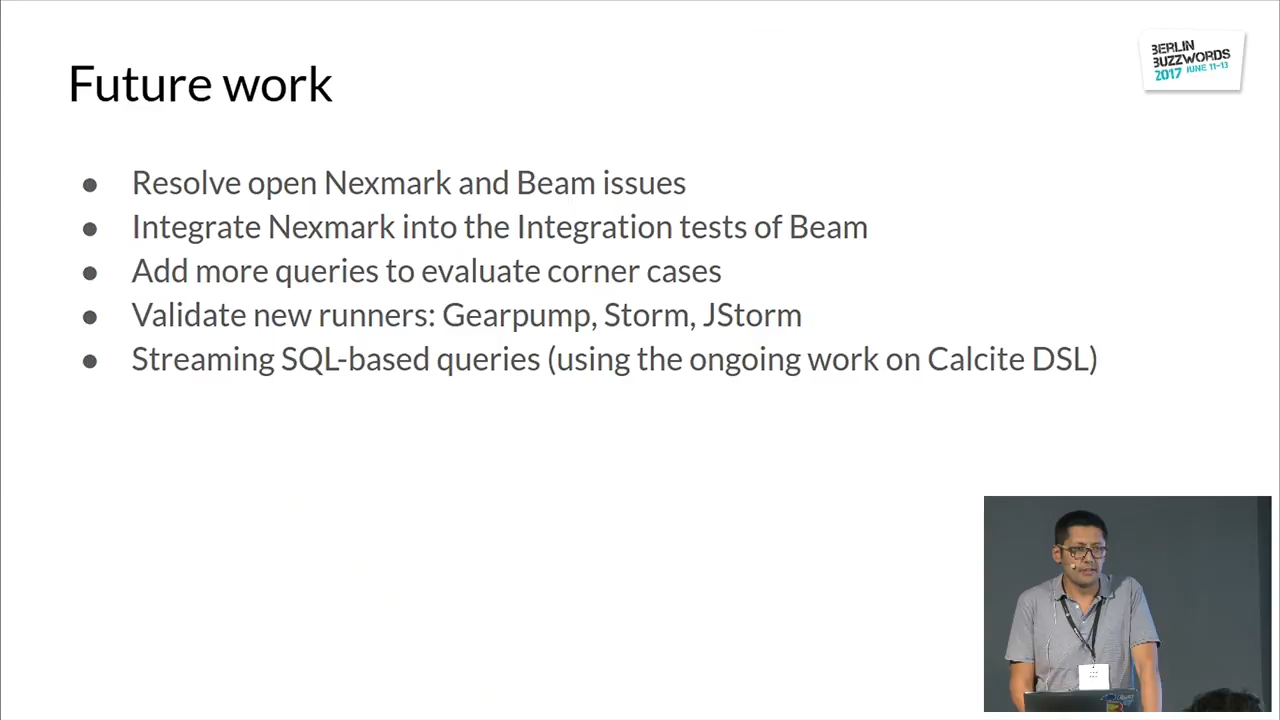 Future work
BERLIN
BUZZWORDS
2017 JUNE 11-13
● Resolve open Nexmark and Beam issues
● Integrate Nexmark into the Integration tests of Beam
● Add more queries to evaluate corner cases
● Validate new runners: Gearpump, Storm, JStorm
● Streaming SQL-based queries (using the ongoing work on Calcite DSL)